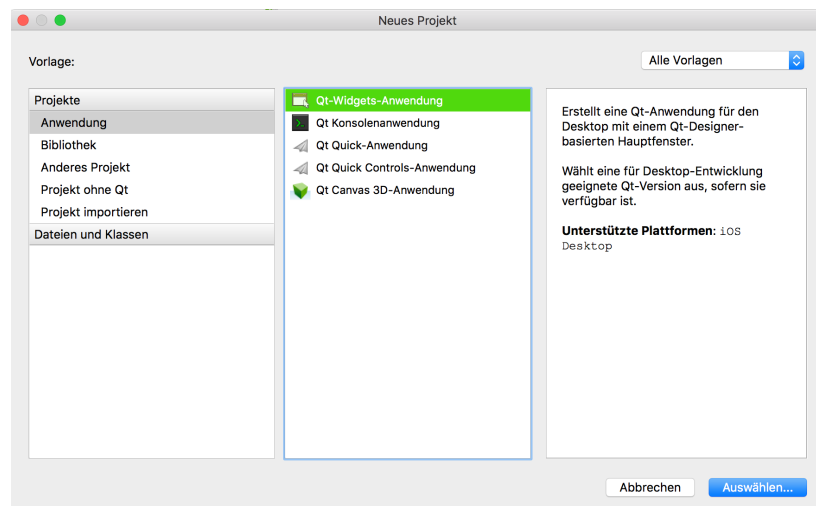 Neues Projekt
Vorlage:
Alle Vorlagen
Projekte
Anwendung
Bibliothek
Anderes Projekt
Projekt ohne Qt
Projekt importieren
Dateien und Klassen
Qt-Widgets-Anwendung
Qt Konsolenanwendung
Qt Quick-Anwendung
Qt Quick Controls-Anwendung
Qt Canvas 3D-Anwendung
Erstellt eine Qt-Anwendung für den
Desktop mit einem Qt-Designer-
basierten Hauptfenster.
Wählt eine für Desktop-Entwicklung
geeignete Qt-Version aus, sofern sie
verfügbar ist.
Unterstützte Plattformen: iOS
Desktop
Abbrechen
Auswählen...